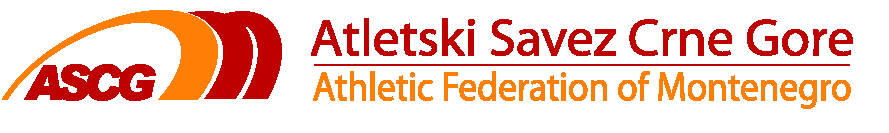 ASCG
Atletski Savez Crne Gore
Athletic Federation of Montenegro